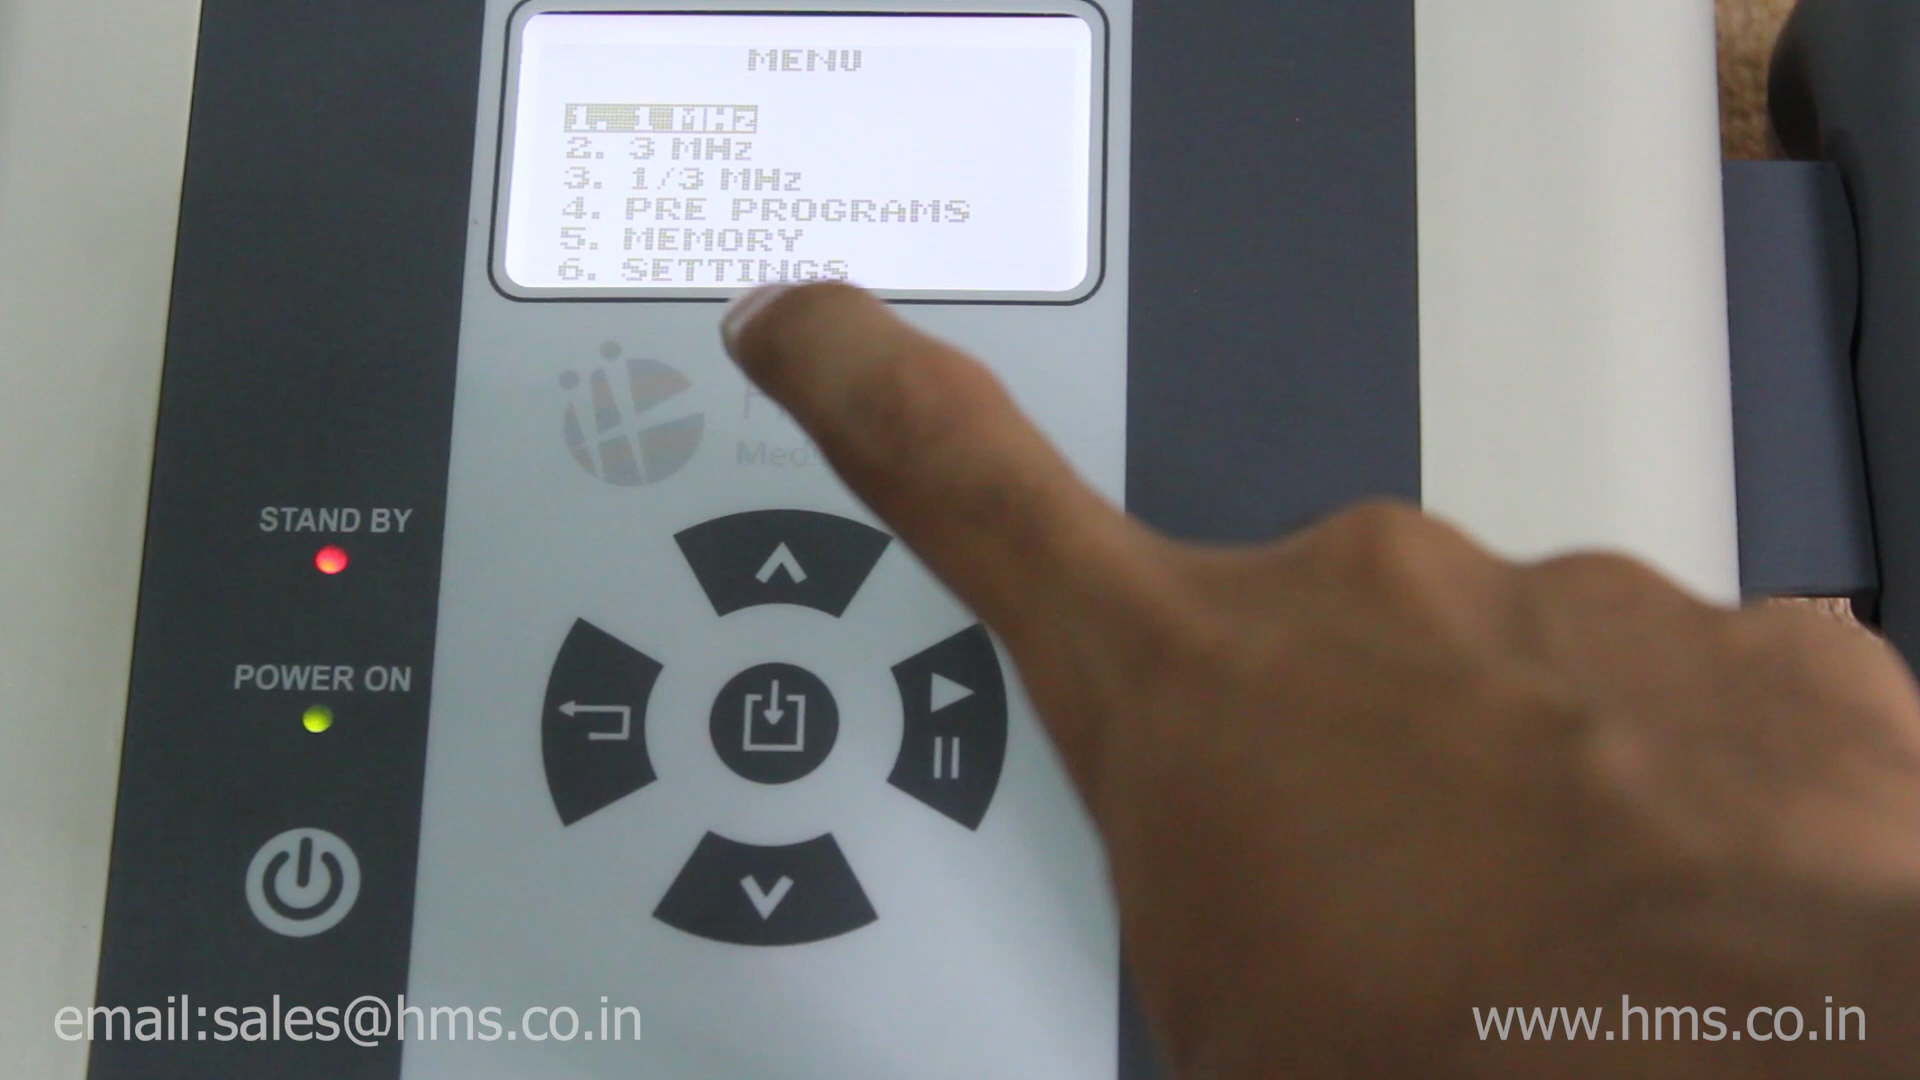 MENU
1. 1 MHz
2. 3 MHz
3. 1/3 MHz
4. PRE PROGRAMS
5. MEMORY
6. SETTINGS
STAND BY
POWER ON
email:sales@hms.co.in
www.hms.co.in